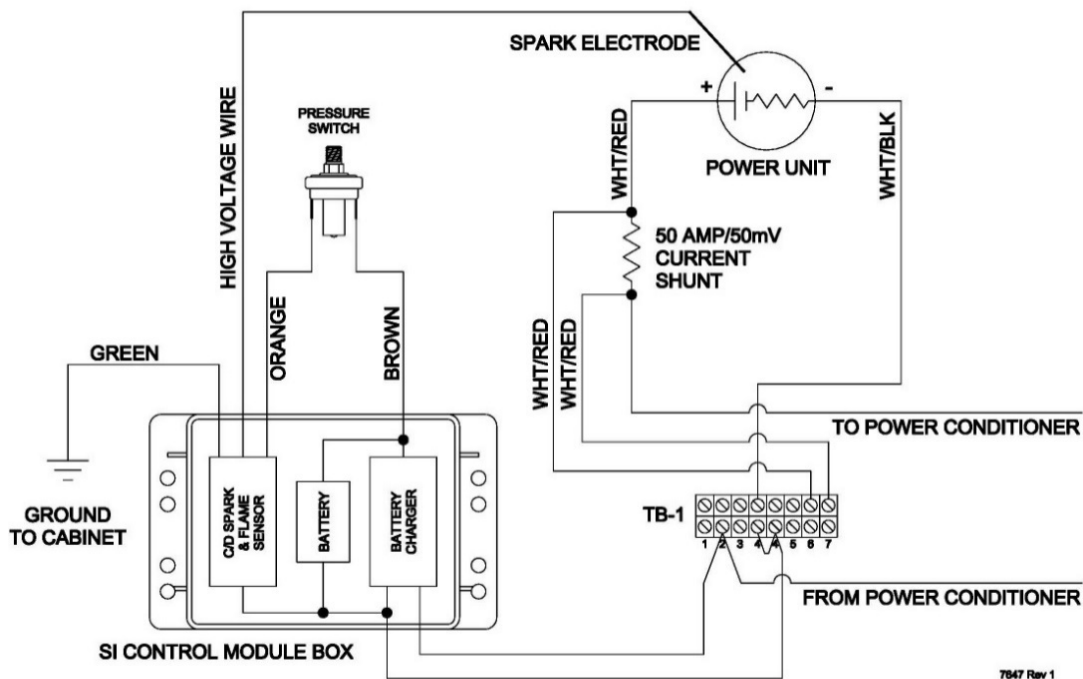 SPARK ELECTRODE
+
-
POWER UNIT
PRESSURE
SWITCH
HIGH VOLTAGE WIRE
WHT/RED
WHT/BLK
50 AMP/50mV
CURRENT
SHUNT
ORANGE
BROWN
GREEN
WHT/RED
WHT/RED
TO POWER CONDITIONER
GROUND
TO CABINET
C/D SPARK
& FLAME
SENSOR
BATTERY
BATTERY
CHARGER
TB-1
1 2 3 4 4 5 6 7
FROM POWER CONDITIONER
SI CONTROL MODULE BOX
7647 Rev 1